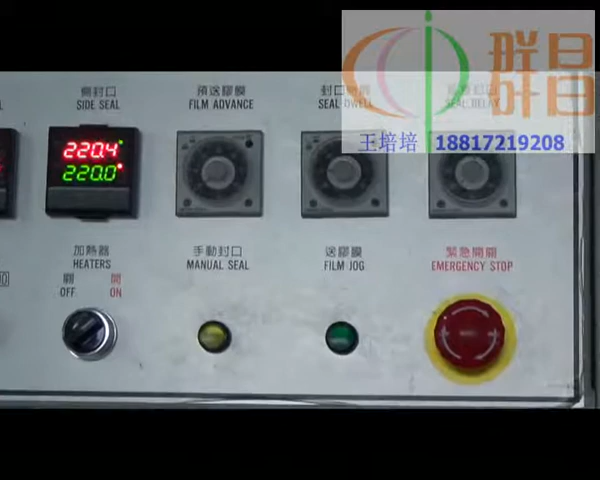 群昌
王培培 18817219208
側封口
SIDE SEAL
預送膠膜
FILM ADVANCE
SEAL DWELL
SEAL DELAY
220.4
220.0
加熱器
HEATERS
關 開
OFF ON
手動封口
MANUAL SEAL
送膠膜
FILM JOG
緊急開關
EMERGENCY STOP